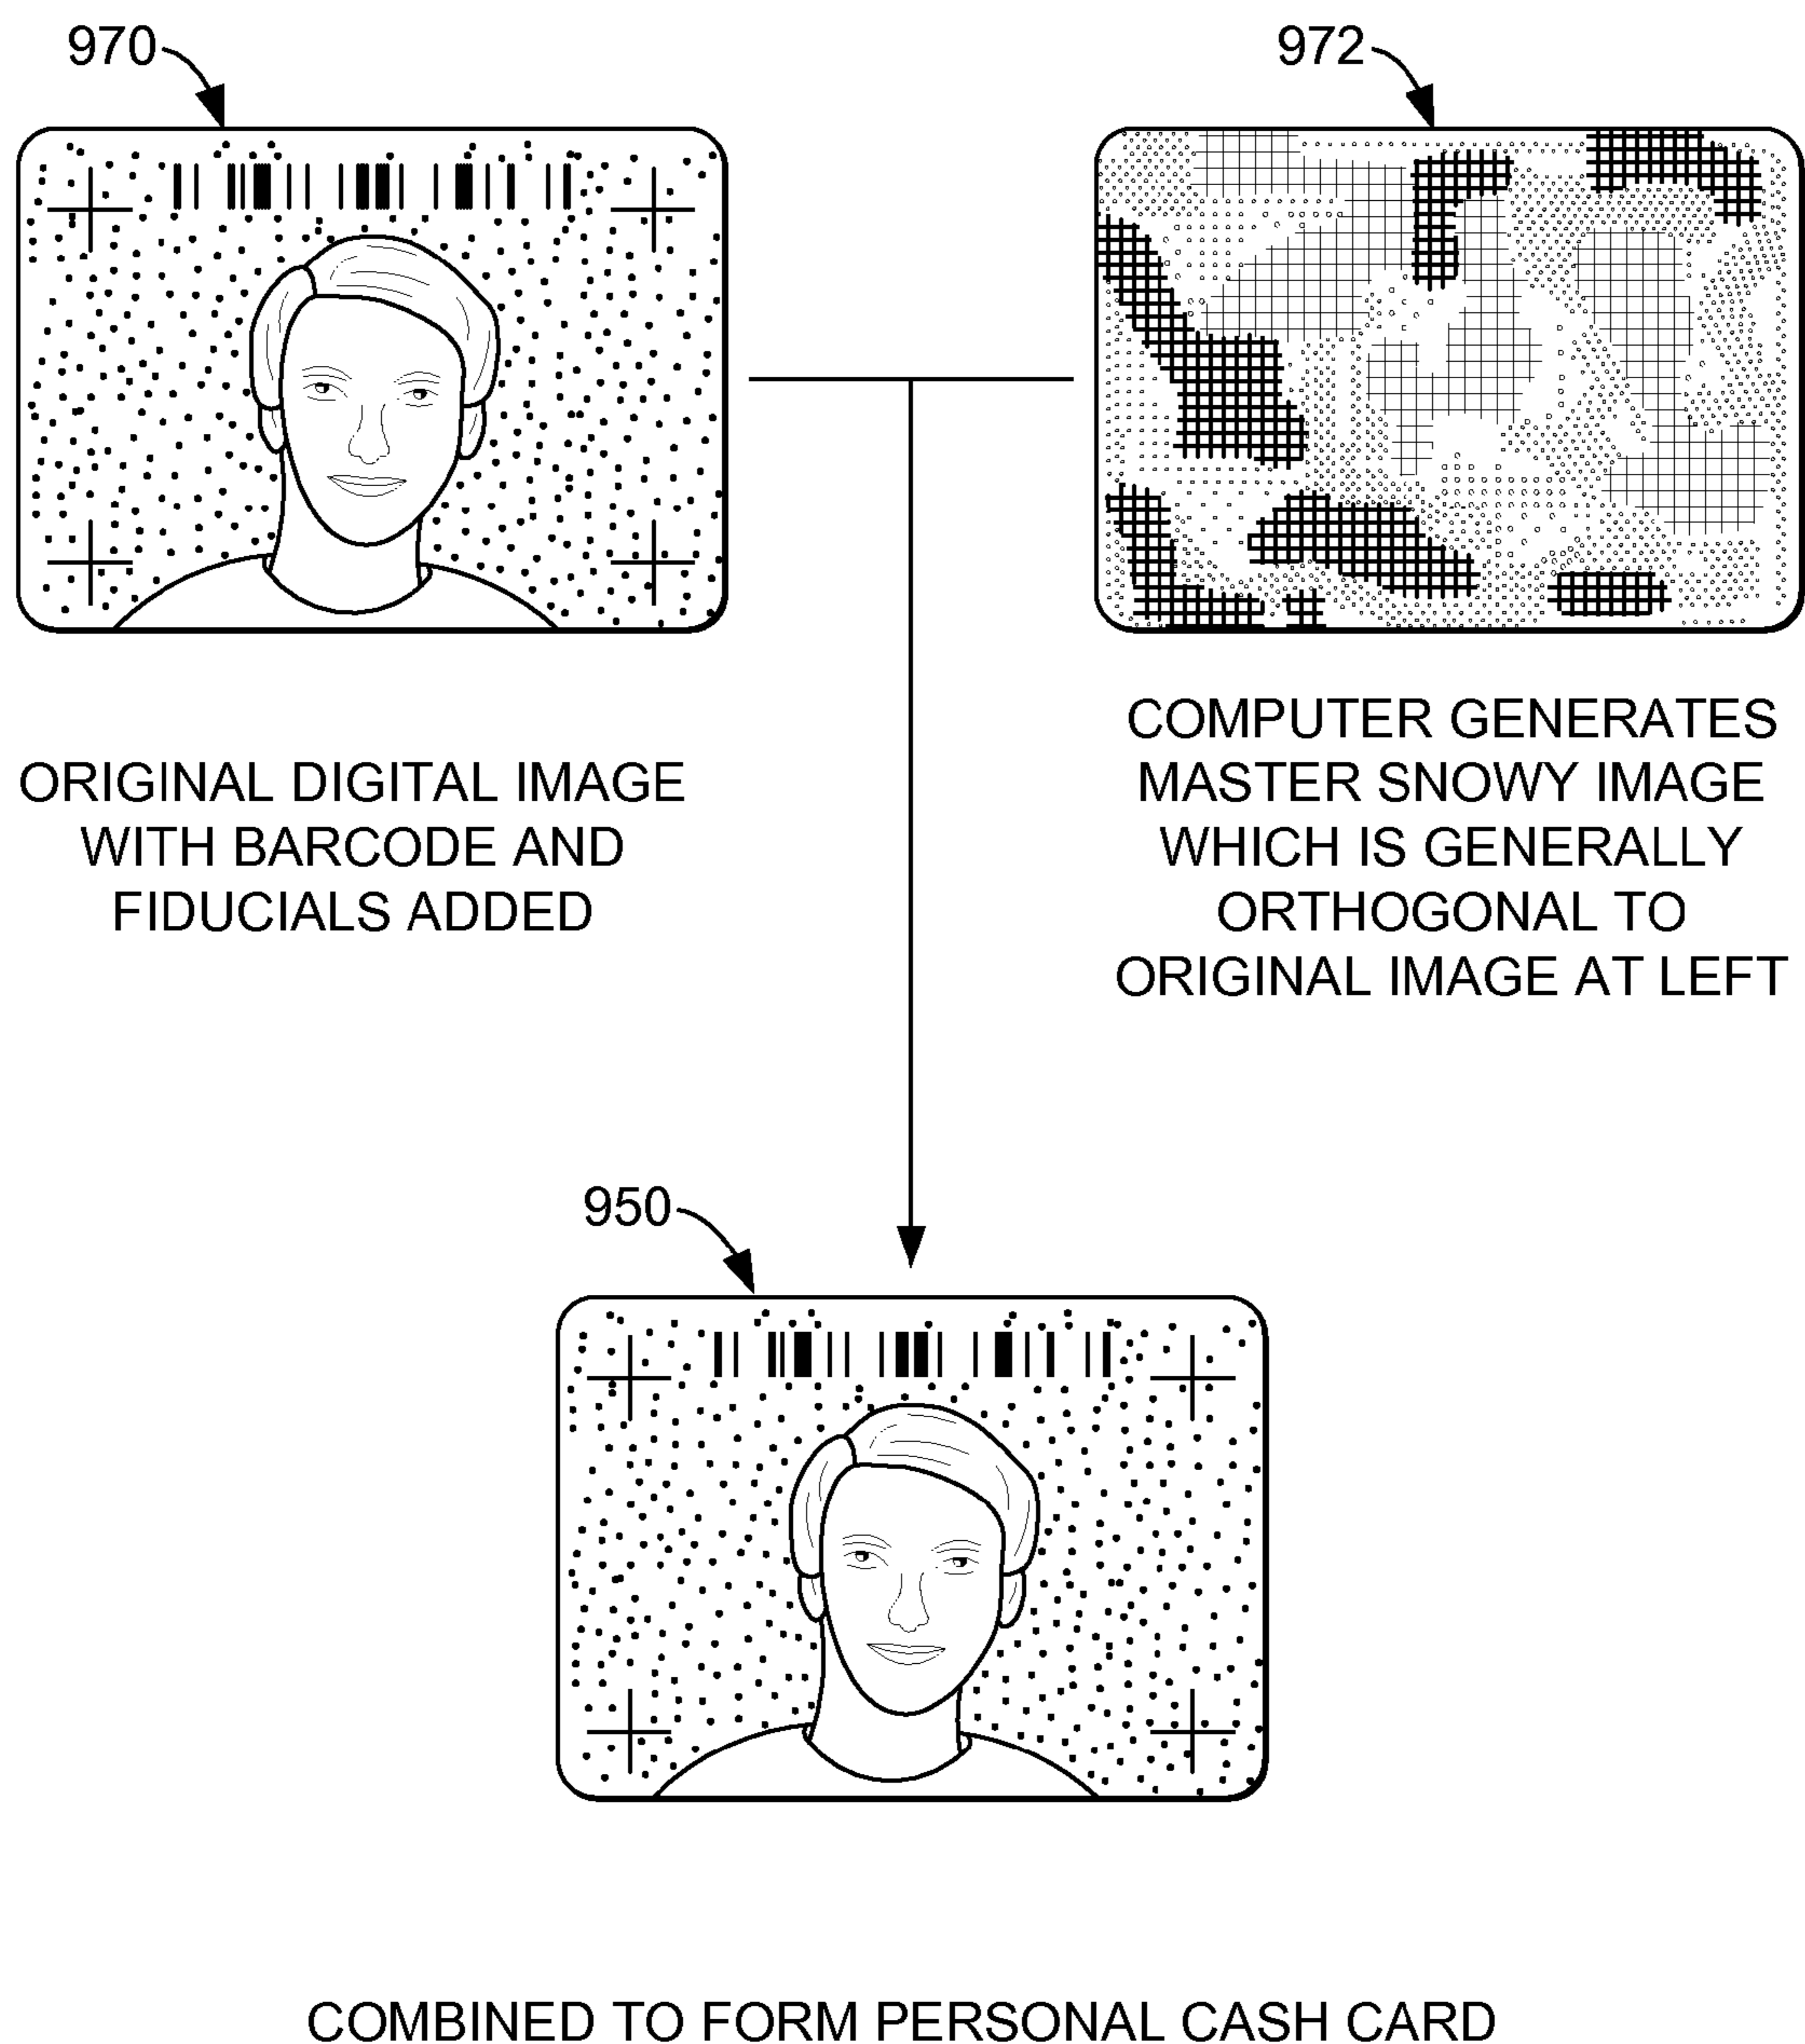 970
972
ORIGINAL DIGITAL IMAGE
WITH BARCODE AND
FIDUCIALS ADDED
COMPUTER GENERATES
MASTER SNOWY IMAGE
WHICH IS GENERALLY
ORTHOGONAL TO
ORIGINAL IMAGE AT LEFT
950
COMBINED TO FORM PERSONAL CASH CARD